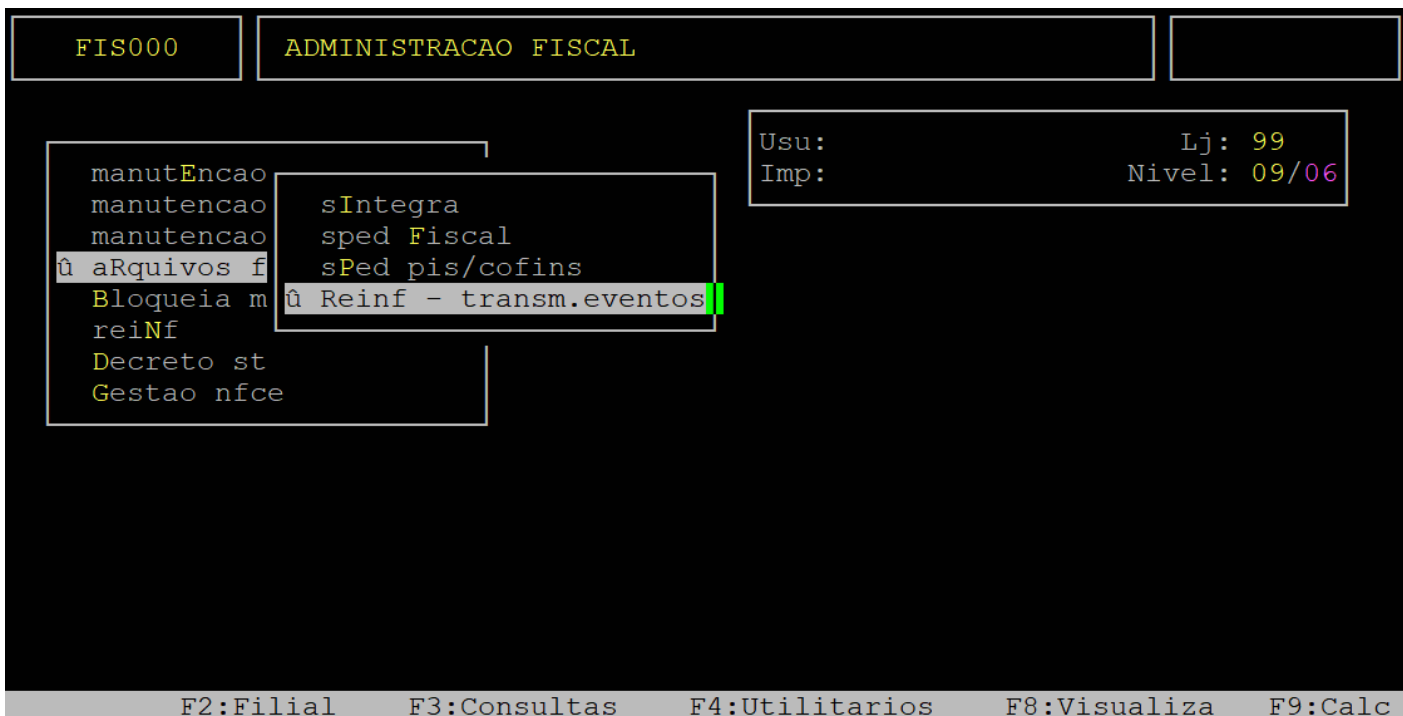 FIS000
ADMINISTRACAO FISCAL
Usu: Lj: 99
Imp: Nivel: 09/06
manutEncao
manutencao
manutencao
û aRquivos f
Bloqueia m
reiNf
Decreto st
Gestao nfce
sIntegra
sped Fiscal
sPed pis/cofins
û Reinf - transm.eventos
F2:Filial F3:Consultas F4:Utilitarios F8:Visualiza F9:Calc